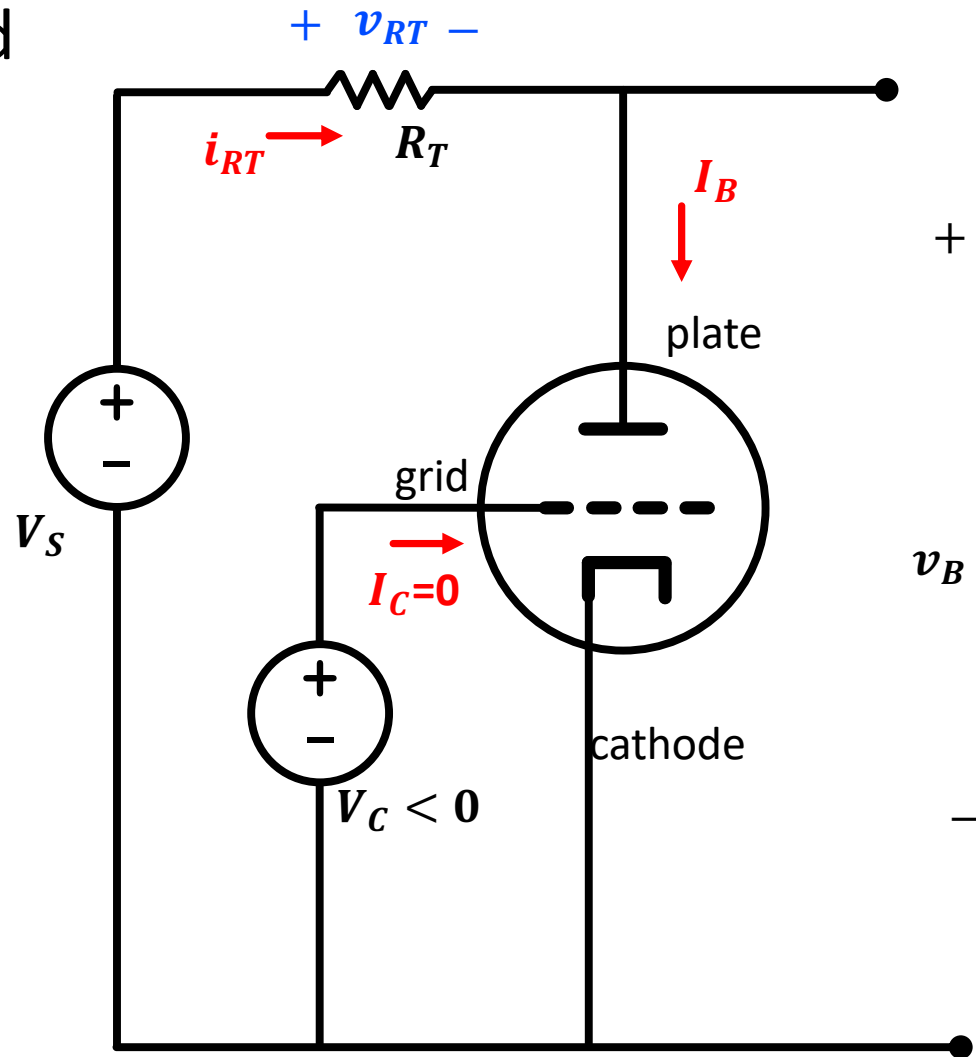 d
+ v_RT −
i_RT
R_T
I_B
+
plate
+
−
grid
V_S
I_C=0
v_B
+
−
cathode
V_C < 0
−